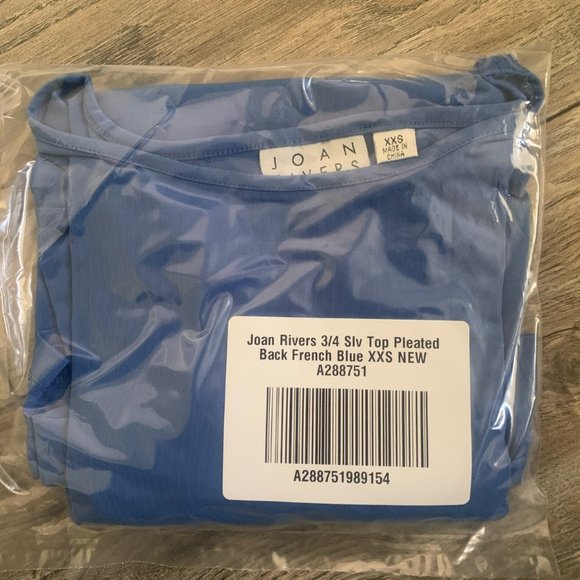 JOAN
RIVERS
XXS
MADE IN
CHINA
Joan Rivers 3/4 Slv Top Pleated
Back French Blue XXS NEW
A288751
A288751989154